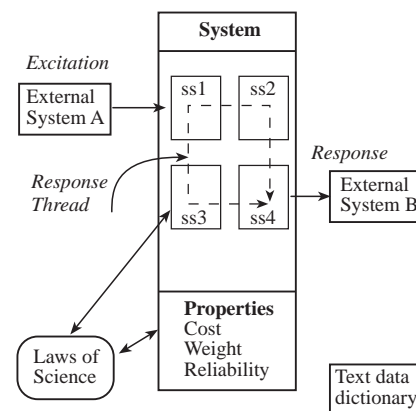 System
Excitation
External
System A
ss1
ss2
Response
Thread
ss3
ss4
Response
External
System B
Properties
Cost
Weight
Reliability
Laws of
Science
Text data
dictionary